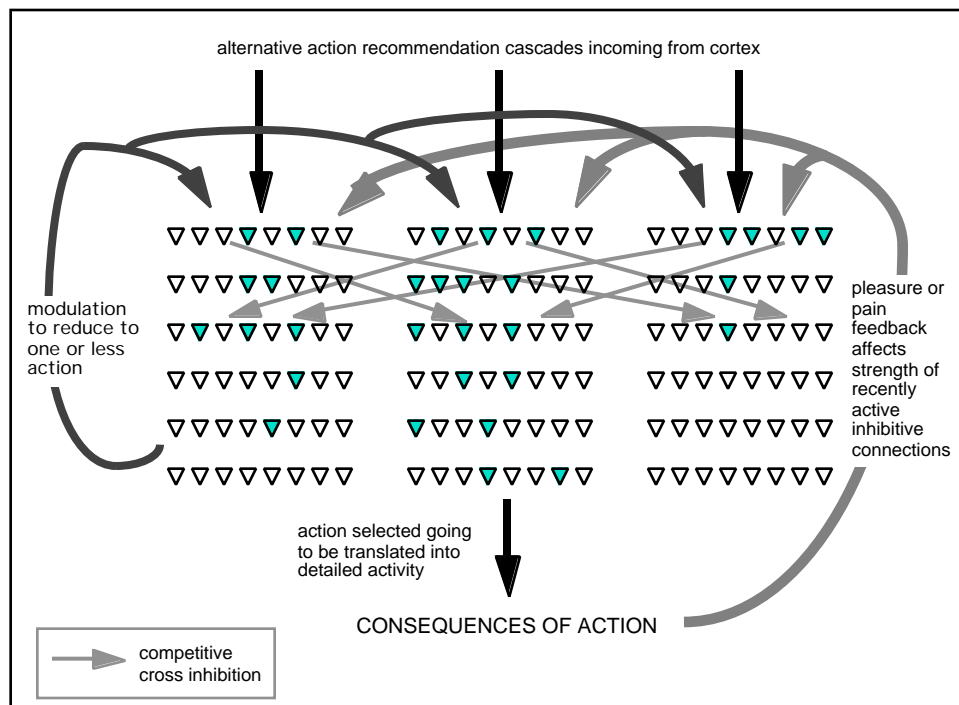 alternative action recommendation cascades incoming from cortex
modulation
to reduce to
one or less
action
pleasure or
pain
feedback
affects
strength of
recently
active
inhibitive
connections
action selected going
to be translated into
detailed activity
CONSEQUENCES OF ACTION
competitive
cross inhibition